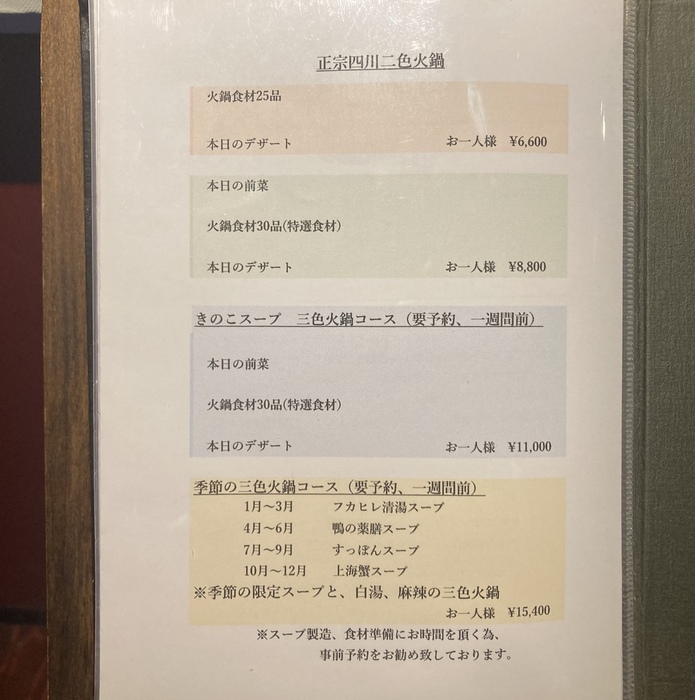 正宗四川二色火鍋
火鍋食材25品
本日のデザート お一人様 ¥6,600
本日の前菜
火鍋食材30品(特選食材)
本日のデザート お一人様 ¥8,800
きのこスープ 三色火鍋コース（要予約、一週間前）
本日の前菜
火鍋食材30品(特選食材)
本日のデザート お一人様 ¥11,000
季節の三色火鍋コース（要予約、一週間前）
1月〜3月 フカヒレ清湯スープ
4月〜6月 鴨の薬膳スープ
7月〜9月 すっぽんスープ
10月〜12月 上海蟹スープ
※季節の限定スープと、白湯、麻辣の三色火鍋
お一人様 ¥15,400
※スープ製造、食材準備にお時間を頂く為、
事前予約をお勧め致しております。